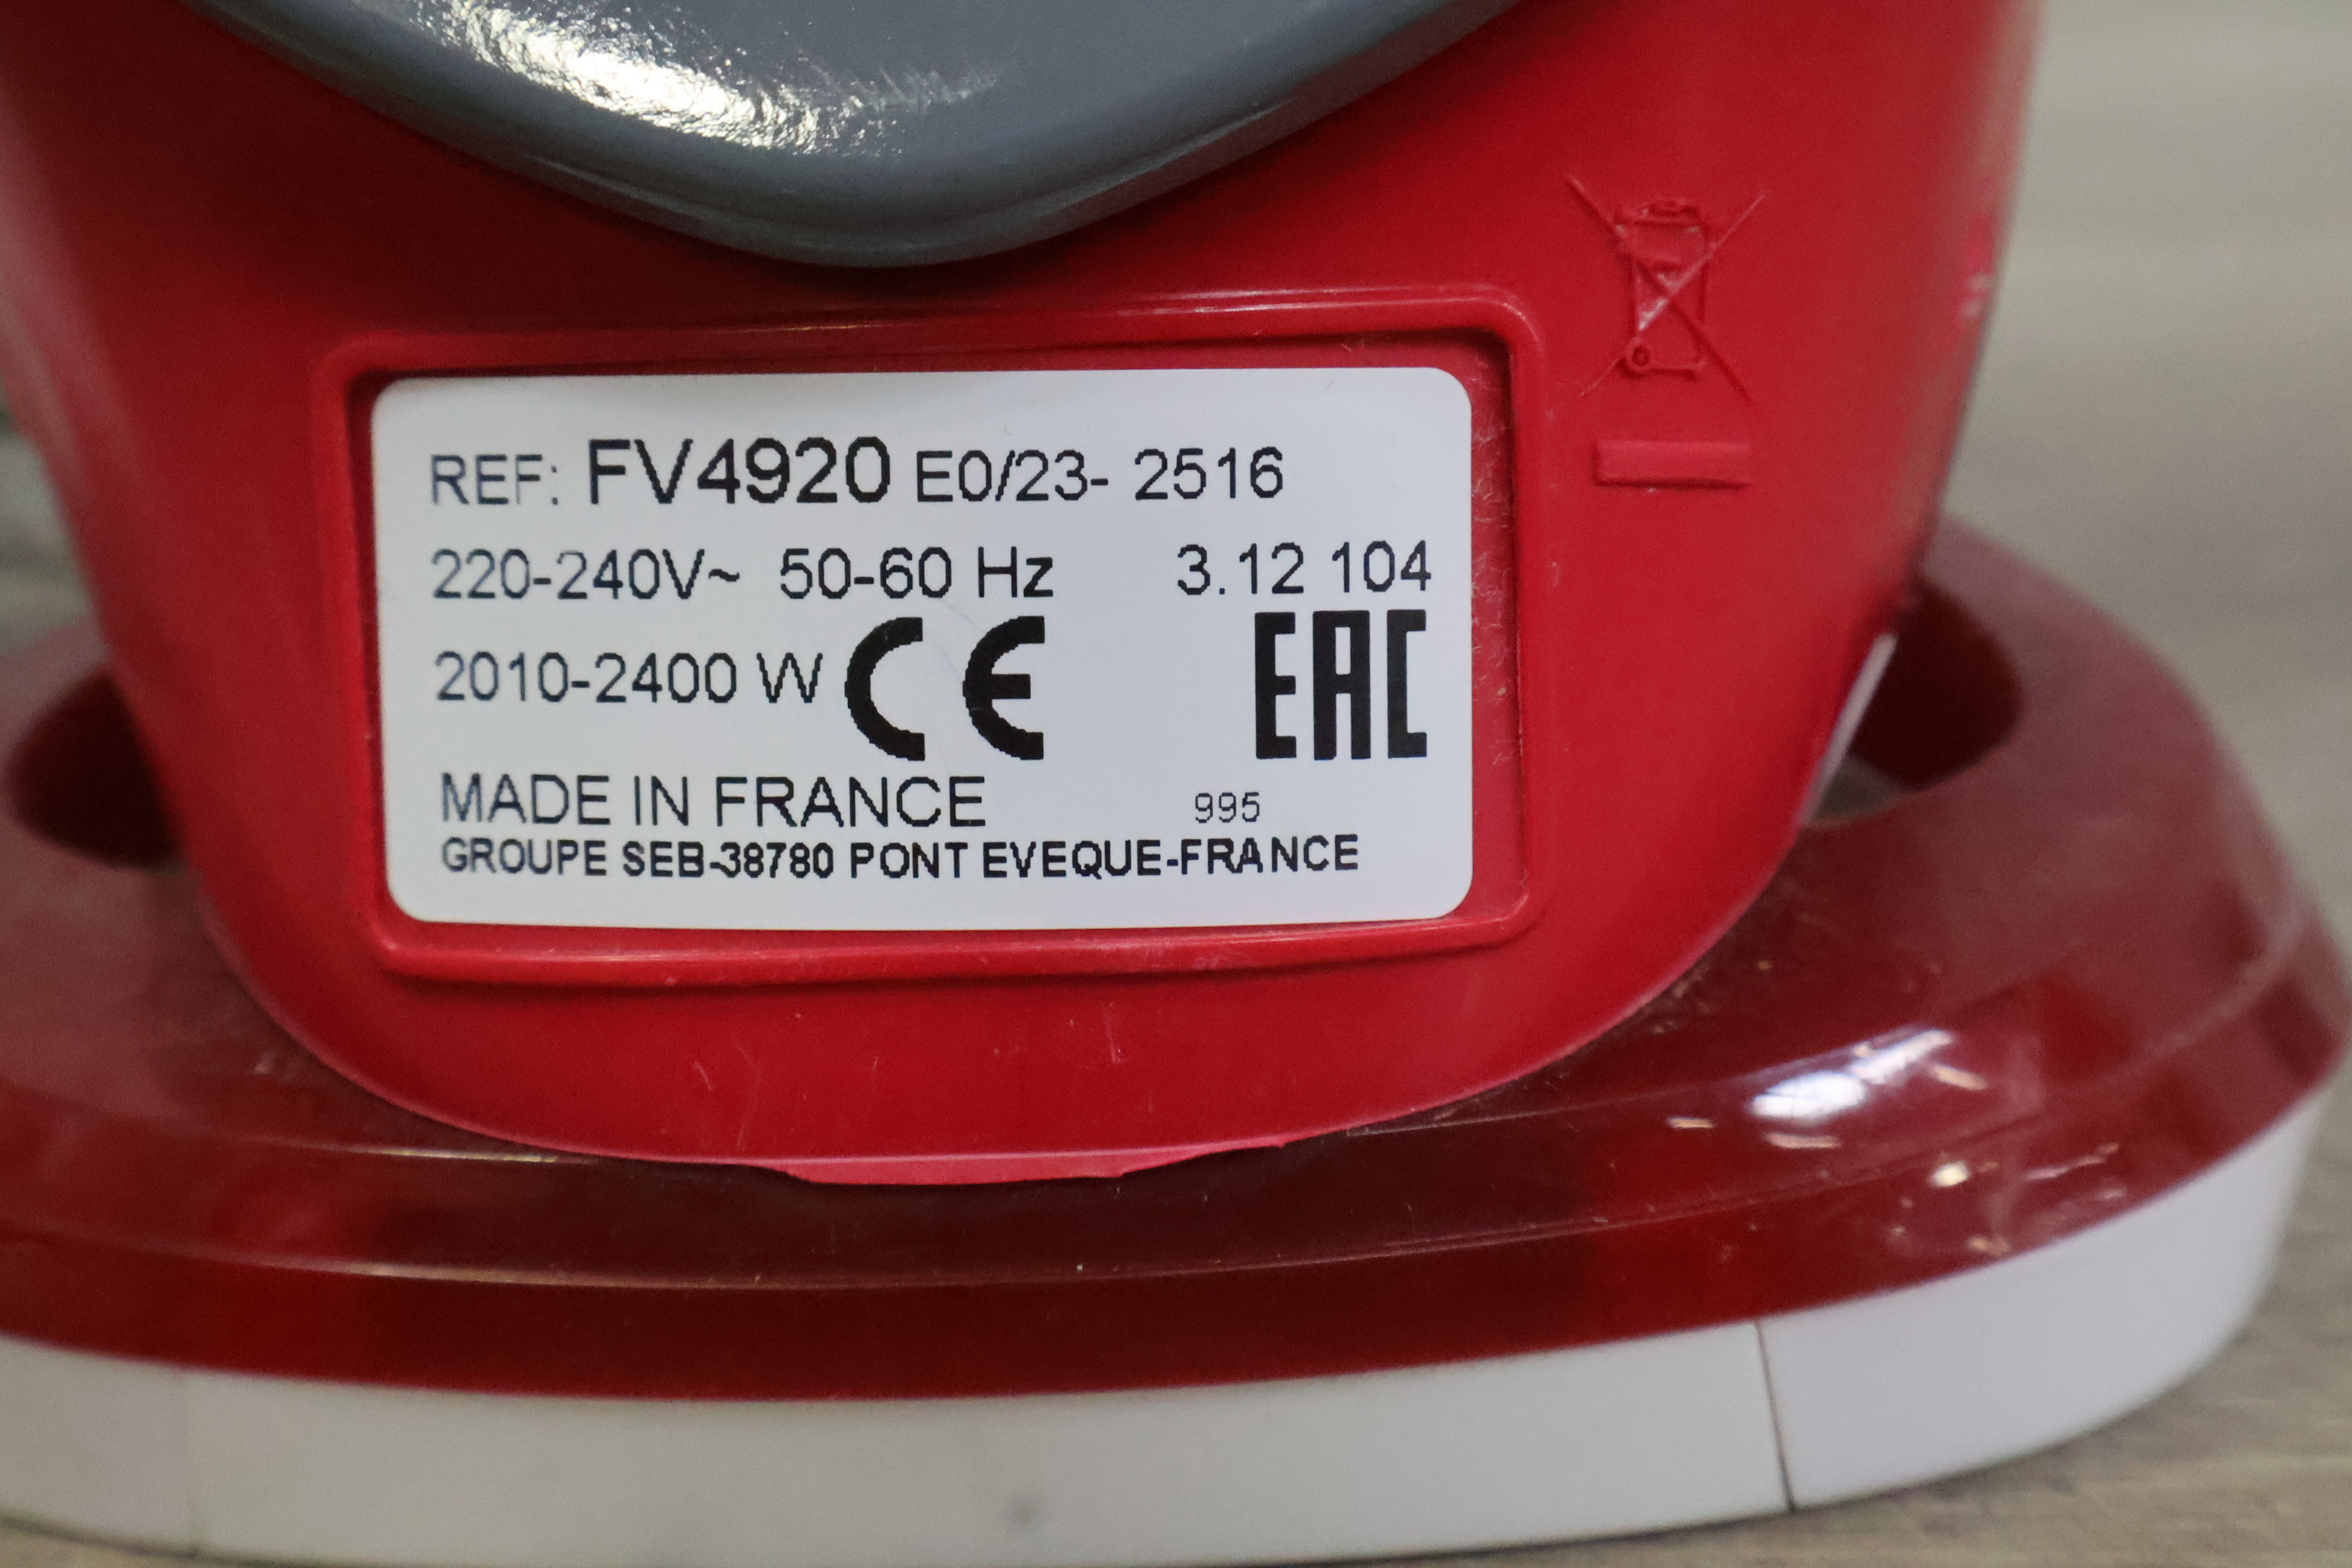 REF: FV4920 E0/23- 2516
220-240V~ 50-60 Hz 3.12 104
2010-2400 W CE EAC
MADE IN FRANCE 995
GROUPE SEB-38780 PONT EVEQUE-FRANCE